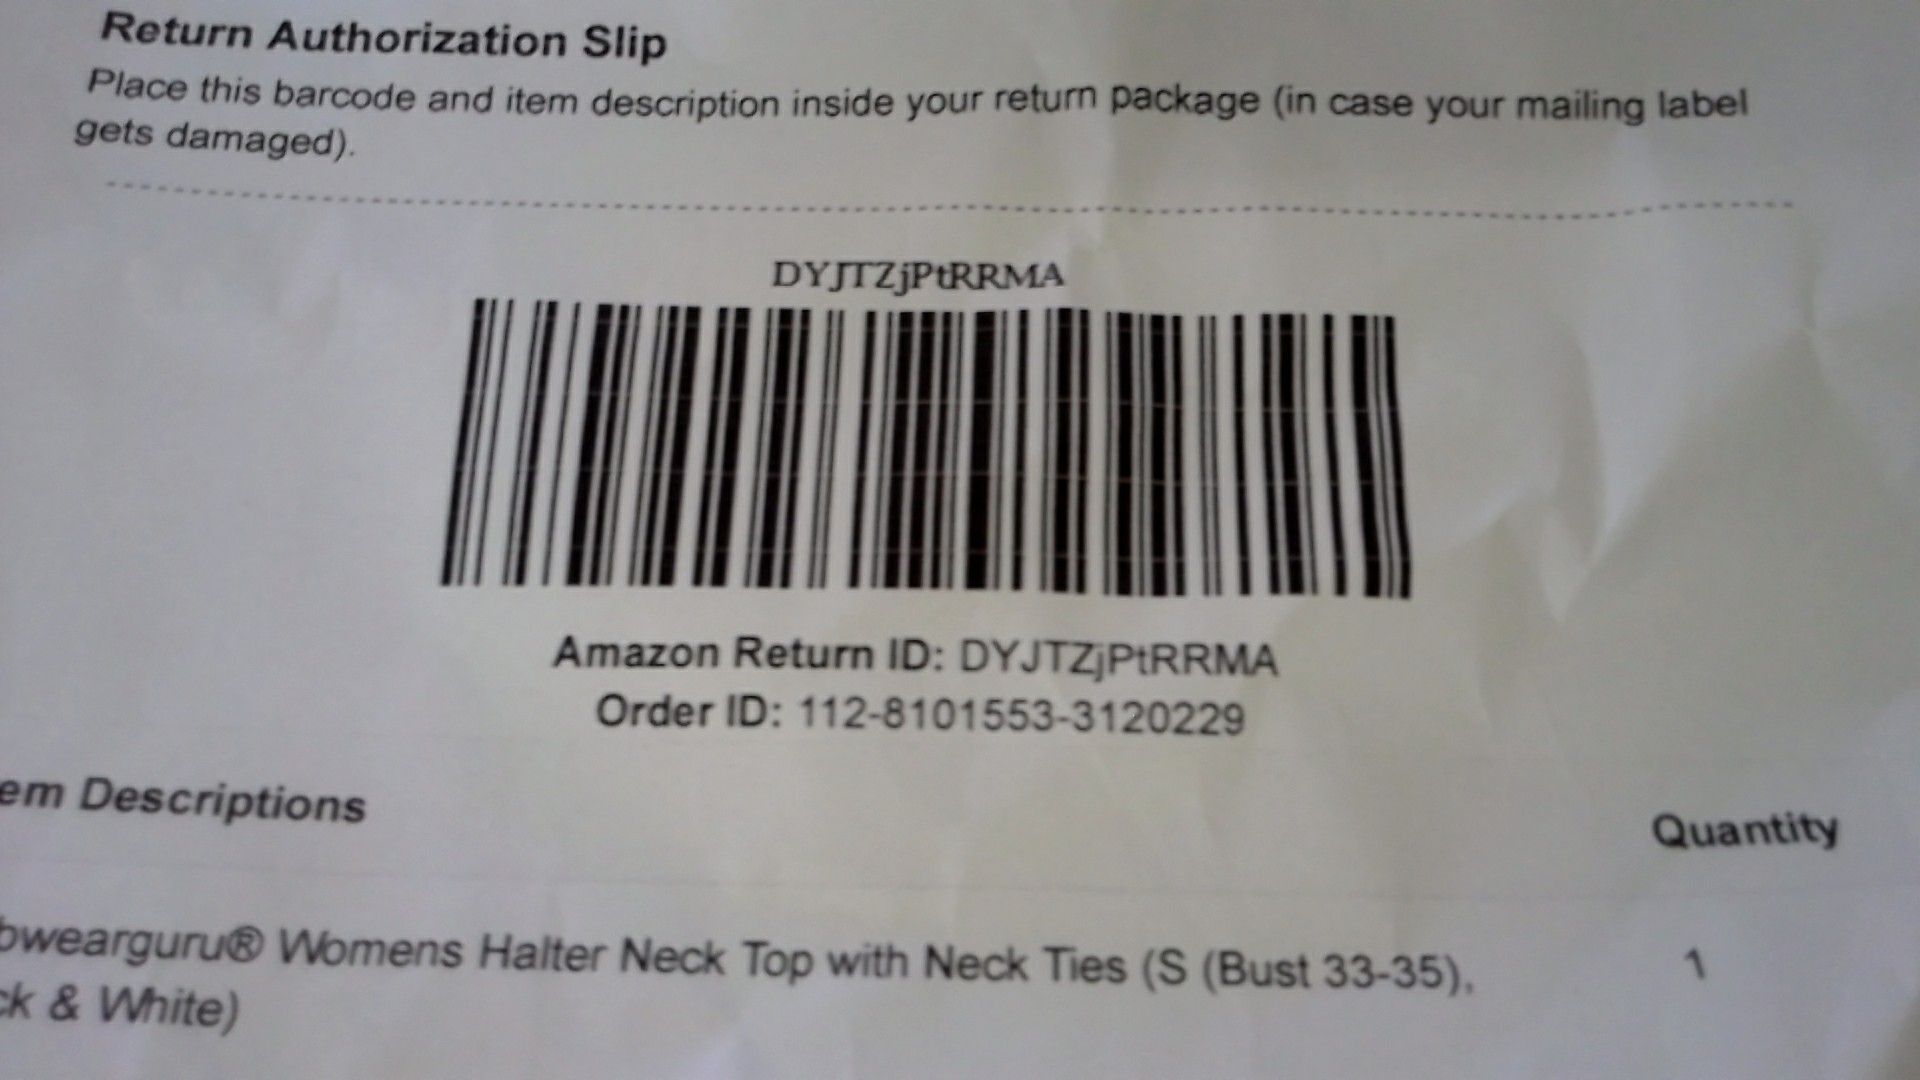 Return Authorization Slip
Place this barcode and item description inside your return package (in case your mailing label
gets damaged).
DYJTZjPtRRMA
Amazon Return ID: DYJTZjPtRRMA
Order ID: 112-8101553-3120229
em Descriptions
Quantity
owearguru® Womens Halter Neck Top with Neck Ties (S (Bust 33-35), 1
ck & White)